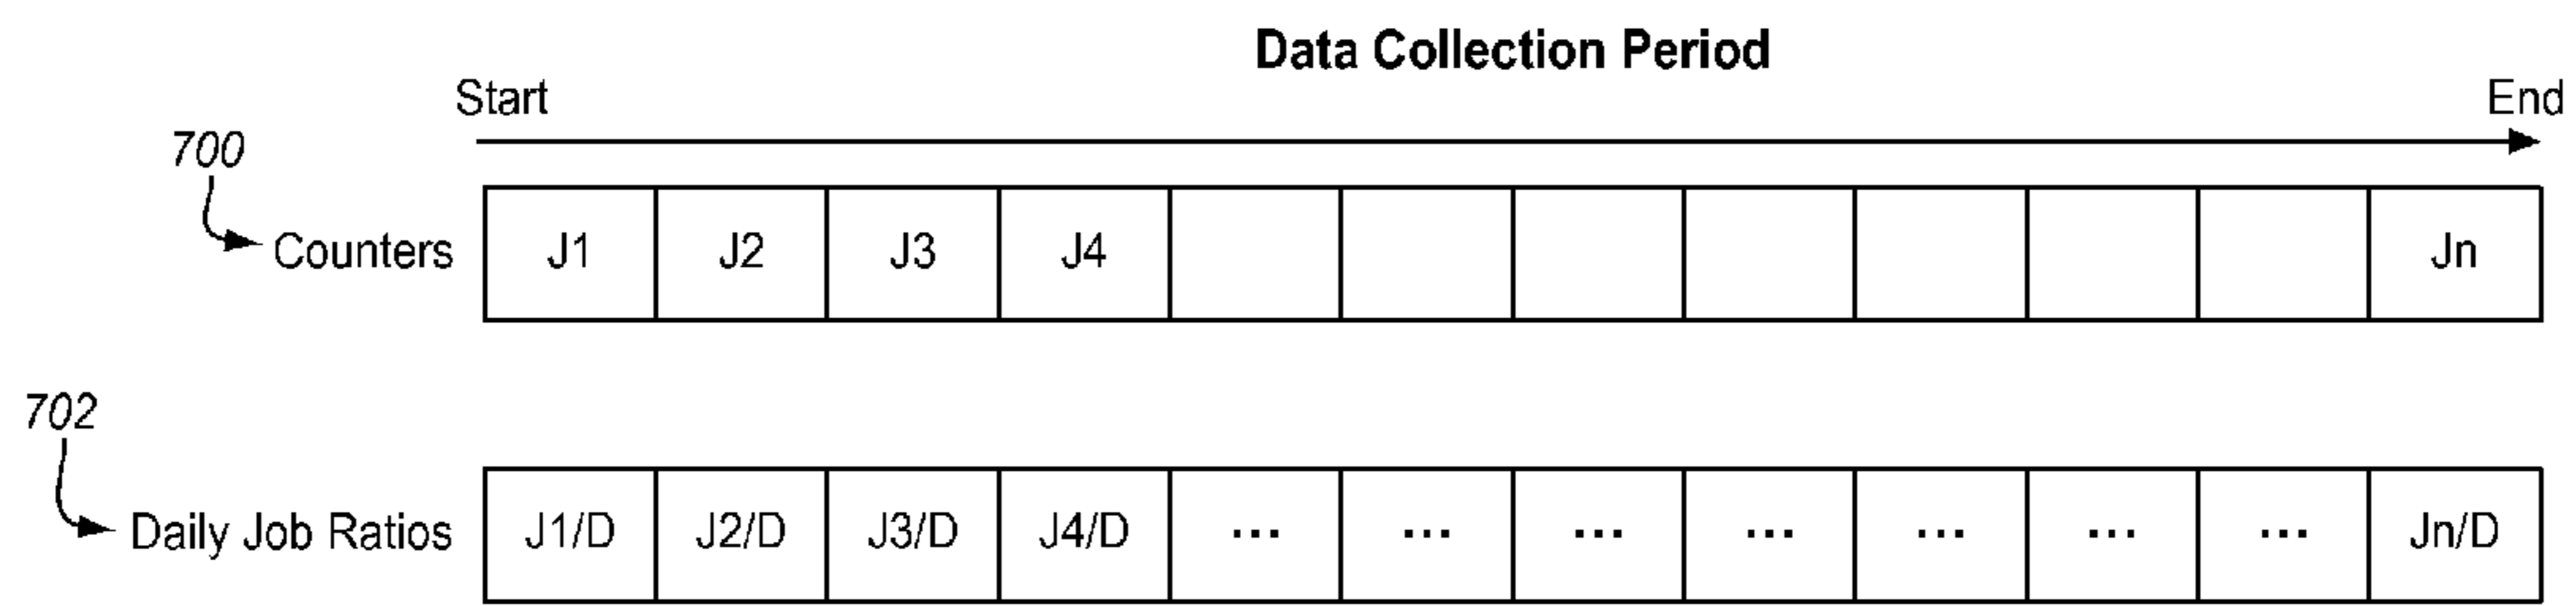 Data Collection Period
Start End
700
Counters J1 J2 J3 J4 Jn
702
Daily Job Ratios J1/D J2/D J3/D J4/D ... ... ... ... ... ... ... Jn/D